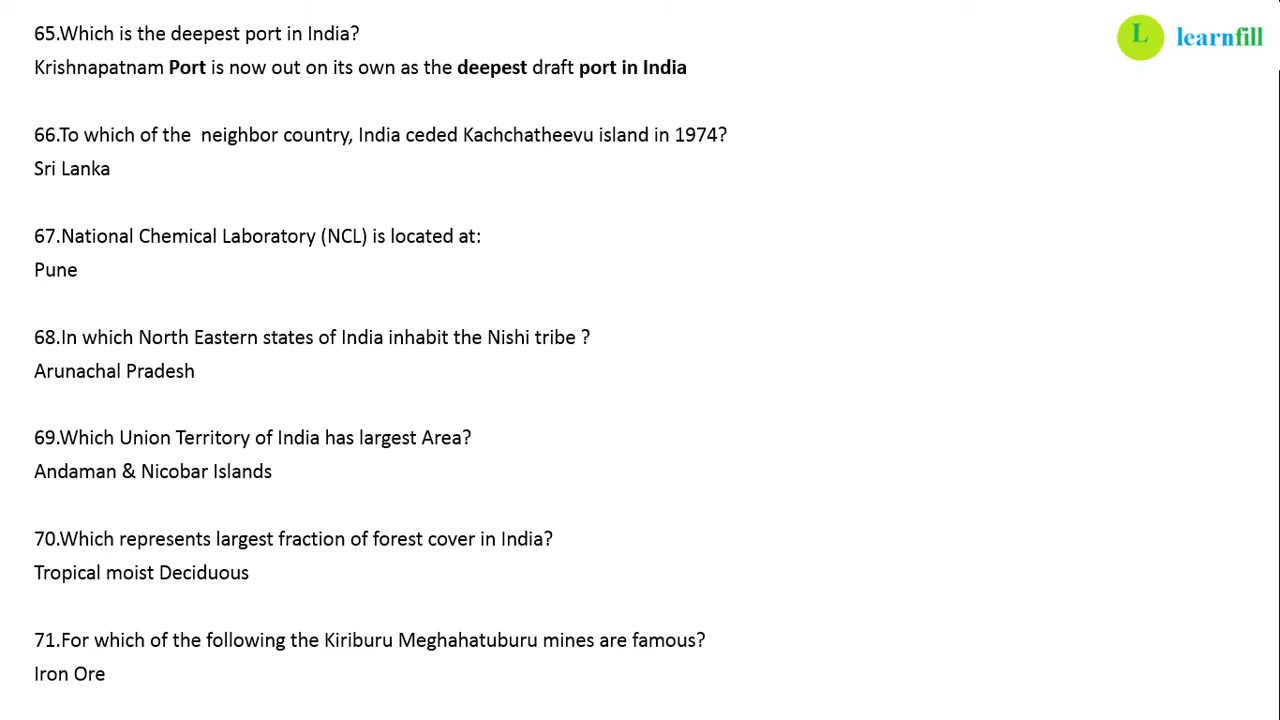 65.Which is the deepest port in India?
Krishnapatnam Port is now out on its own as the deepest draft port in India
66.To which of the  neighbor country, India ceded Kachchatheevu island in 1974?
Sri Lanka
67.National Chemical Laboratory (NCL) is located at:
Pune
68.In which North Eastern states of India inhabit the Nishi tribe ?
Arunachal Pradesh
69.Which Union Territory of India has largest Area?
Andaman & Nicobar Islands
70.Which represents largest fraction of forest cover in India?
Tropical moist Deciduous
71.For which of the following the Kiriburu Meghahatuburu mines are famous?
Iron Ore
L learnfill